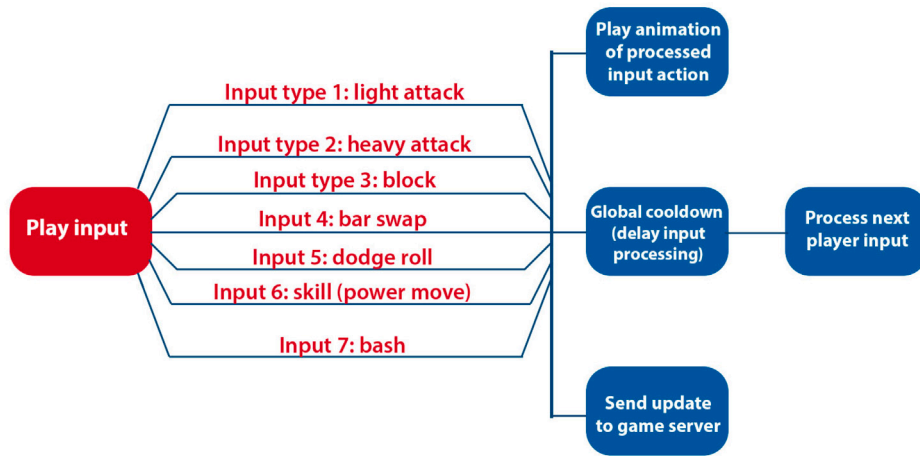 Play input
Input type 1: light attack
Input type 2: heavy attack
Input type 3: block
Input 4: bar swap
Input 5: dodge roll
Input 6: skill (power move)
Input 7: bash
Play animation
of processed
input action
Global cooldown
(delay input
processing)
Process next
player input
Send update
to game server